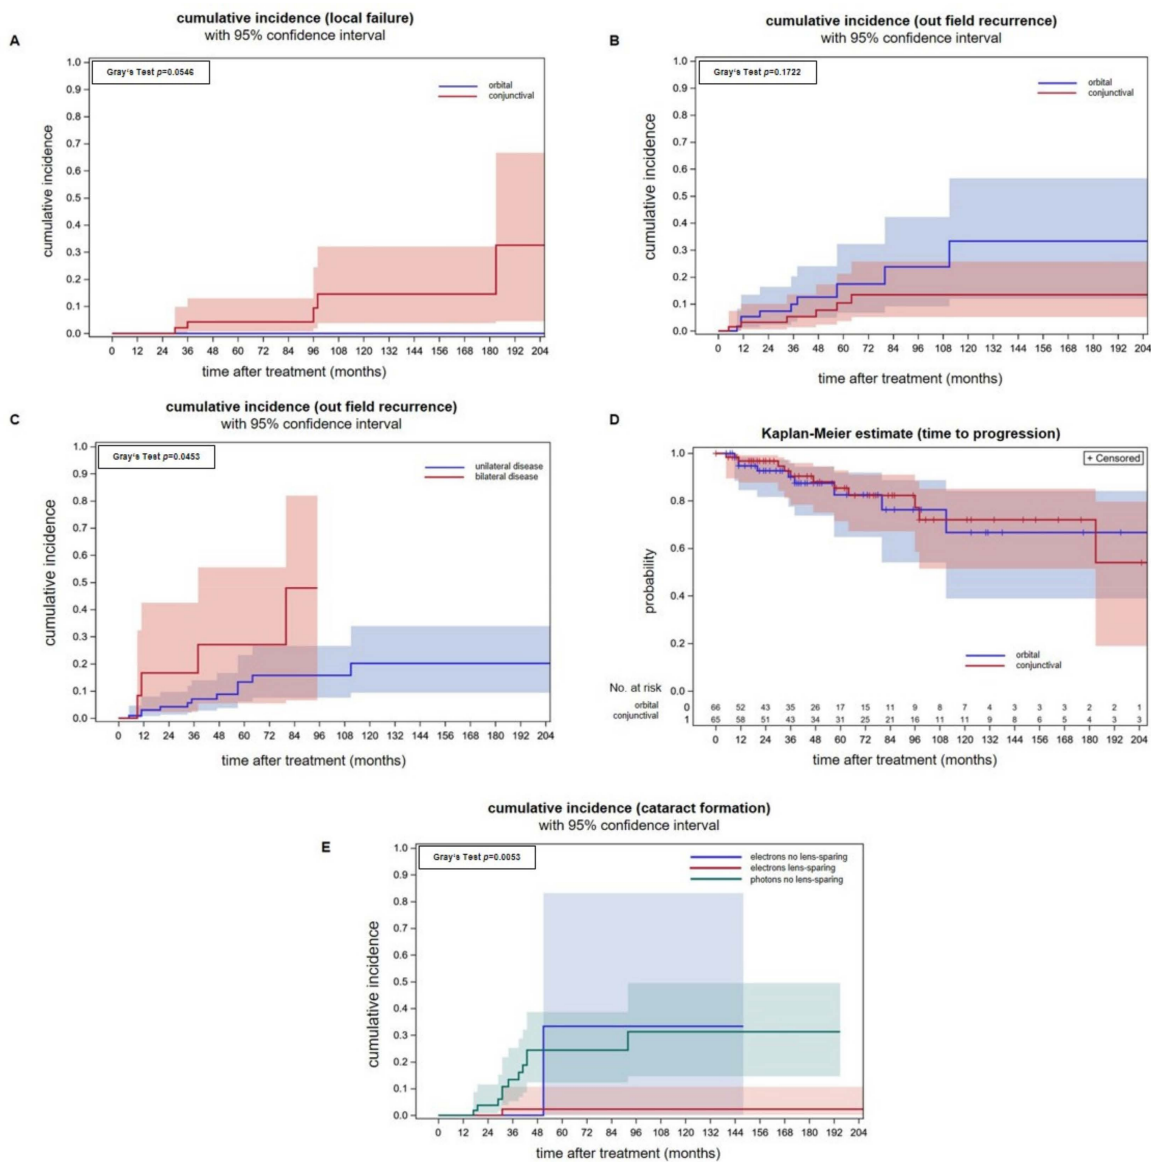 A
cumulative incidence (local failure)
with 95% confidence interval
Gray's Test p=0.0546
orbital
conjunctival
cumulative incidence
1.0
0.9
0.8
0.7
0.6
0.5
0.4
0.3
0.2
0.1
0.0
0 12 24 36 48 60 72 84 96 108 120 132 144 156 168 180 192 204
time after treatment (months)
B
cumulative incidence (out field recurrence)
with 95% confidence interval
Gray's Test p=0.1722
orbital
conjunctival
cumulative incidence
1.0
0.9
0.8
0.7
0.6
0.5
0.4
0.3
0.2
0.1
0.0
0 12 24 36 48 60 72 84 96 108 120 132 144 156 168 180 192 204
time after treatment (months)
C
cumulative incidence (out field recurrence)
with 95% confidence interval
Gray's Test p=0.0453
unilateral disease
bilateral disease
cumulative incidence
1.0
0.9
0.8
0.7
0.6
0.5
0.4
0.3
0.2
0.1
0.0
0 12 24 36 48 60 72 84 96 108 120 132 144 156 168 180 192 204
time after treatment (months)
D
Kaplan-Meier estimate (time to progression)
+ Censored
probability
1.0
0.8
0.6
0.4
0.2
0.0
orbital
conjunctival
No. at risk
orbital 0 66 52 43 35 26 17 15 11 9 8 7 4 3 3 3 2 2 1
conjunctival 1 65 58 51 43 34 31 25 21 16 11 11 9 8 6 5 4 3 3
0 12 24 36 48 60 72 84 96 108 120 132 144 156 168 180 192 204
time after treatment (months)
E
cumulative incidence (cataract formation)
with 95% confidence interval
Gray's Test p=0.0053
electrons no lens-sparing
electrons lens-sparing
photons no lens-sparing
cumulative incidence
1.0
0.9
0.8
0.7
0.6
0.5
0.4
0.3
0.2
0.1
0.0
0 12 24 36 48 60 72 84 96 108 120 132 144 156 168 180 192 204
time after treatment (months)